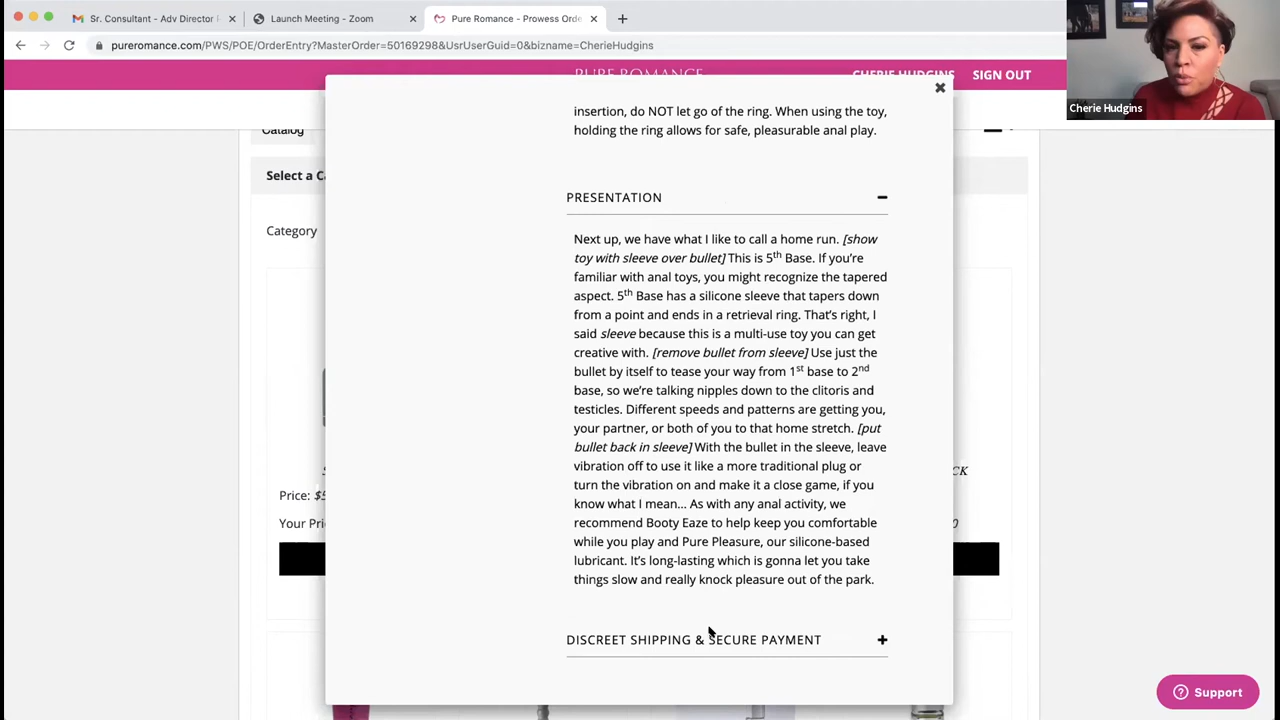 Sr. Consultant - Adv Director
Launch Meeting - Zoom
Pure Romance - Prowess Orde
pureromance.com/PWS/POE/OrderEntry?MasterOrder=50169298&UsrUserGuid=0&bizname=CherieHudgins
PURE ROMANCE
CHERIE HUDGINS SIGN OUT
Cherie Hudgins
Catalog
Select a Ca
Category
insertion, do NOT let go of the ring. When using the toy,
holding the ring allows for safe, pleasurable anal play.
PRESENTATION
Next up, we have what I like to call a home run. [show
toy with sleeve over bullet] This is 5th Base. If you're
familiar with anal toys, you might recognize the tapered
aspect. 5th Base has a silicone sleeve that tapers down
from a point and ends in a retrieval ring. That's right, I
said sleeve because this is a multi-use toy you can get
creative with. [remove bullet from sleeve] Use just the
bullet by itself to tease your way from 1st base to 2nd
base, so we're talking nipples down to the clitoris and
testicles. Different speeds and patterns are getting you,
your partner, or both of you to that home stretch. [put
bullet back in sleeve] With the bullet in the sleeve, leave
vibration off to use it like a more traditional plug or
turn the vibration on and make it a close game, if you
know what I mean... As with any anal activity, we
recommend Booty Eaze to help keep you comfortable
while you play and Pure Pleasure, our silicone-based
lubricant. It's long-lasting which is gonna let you take
things slow and really knock pleasure out of the park.
CK
Price: $5
Your Pri
DISCREET SHIPPING & SECURE PAYMENT
Support